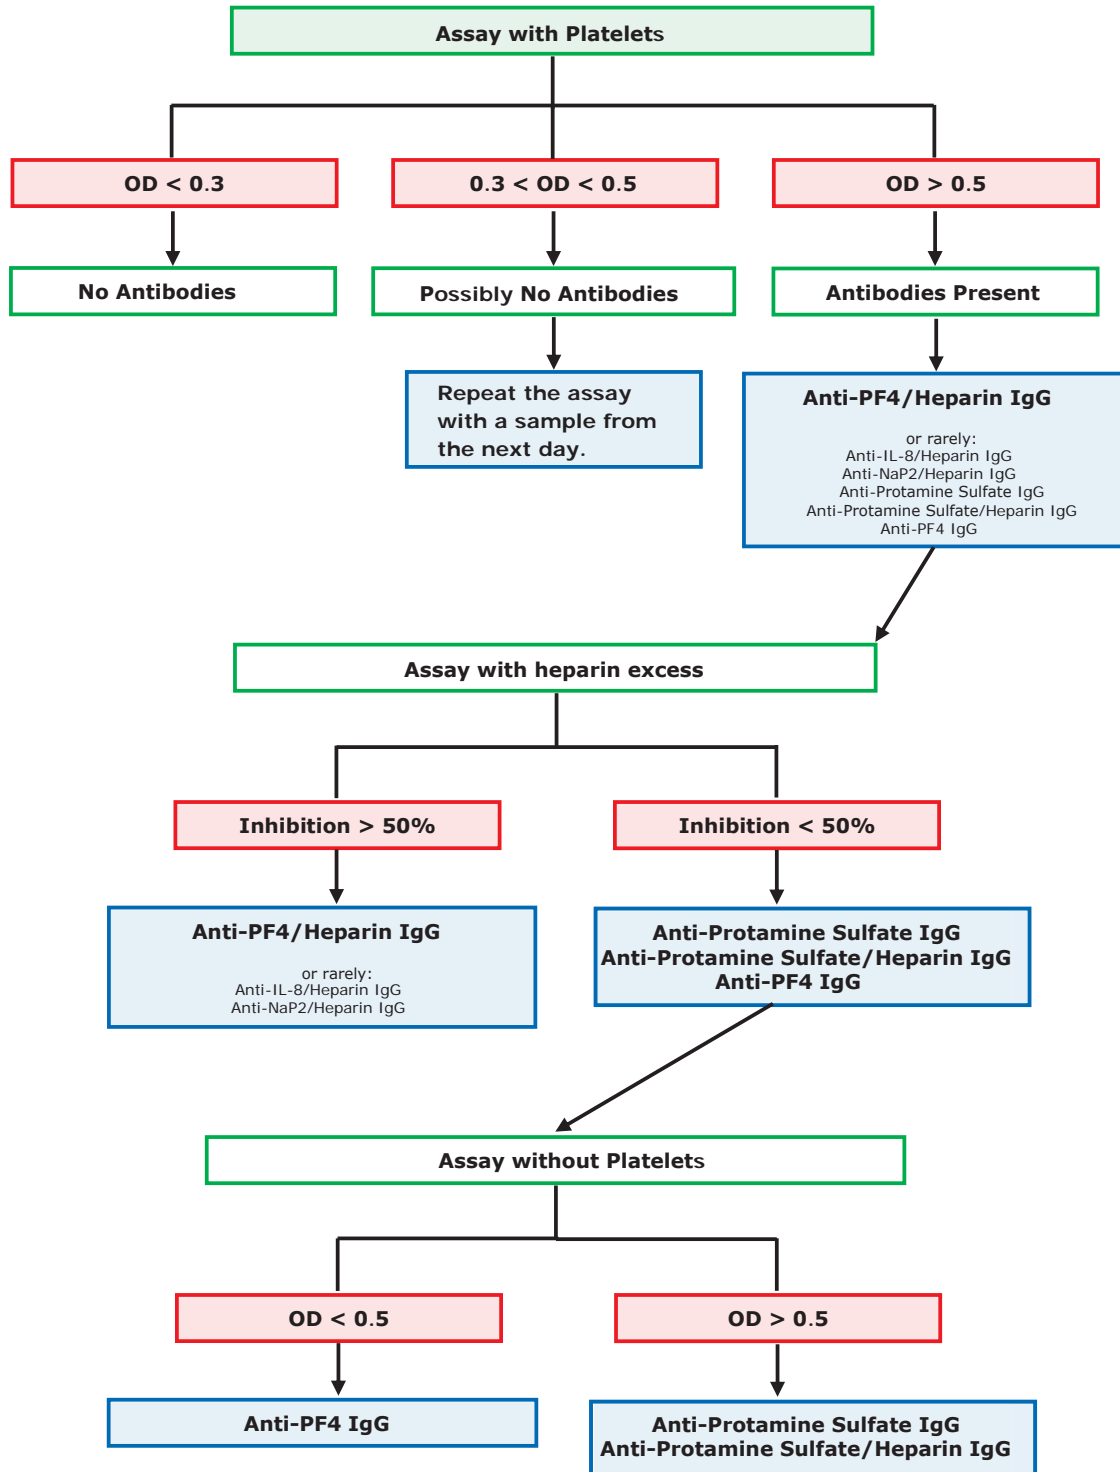 Assay with Platelets
OD < 0.3
0.3 < OD < 0.5
OD > 0.5
No Antibodies
Possibly No Antibodies
Antibodies Present
Repeat the assay
with a sample from
the next day.
Anti-PF4/Heparin IgG
or rarely:
Anti-IL-8/Heparin IgG
Anti-NaP2/Heparin IgG
Anti-Protamine Sulfate IgG
Anti-Protamine Sulfate/Heparin IgG
Anti-PF4 IgG
Assay with heparin excess
Inhibition > 50%
Inhibition < 50%
Anti-PF4/Heparin IgG
or rarely:
Anti-IL-8/Heparin IgG
Anti-NaP2/Heparin IgG
Anti-Protamine Sulfate IgG
Anti-Protamine Sulfate/Heparin IgG
Anti-PF4 IgG
Assay without Platelets
OD < 0.5
OD > 0.5
Anti-PF4 IgG
Anti-Protamine Sulfate IgG
Anti-Protamine Sulfate/Heparin IgG